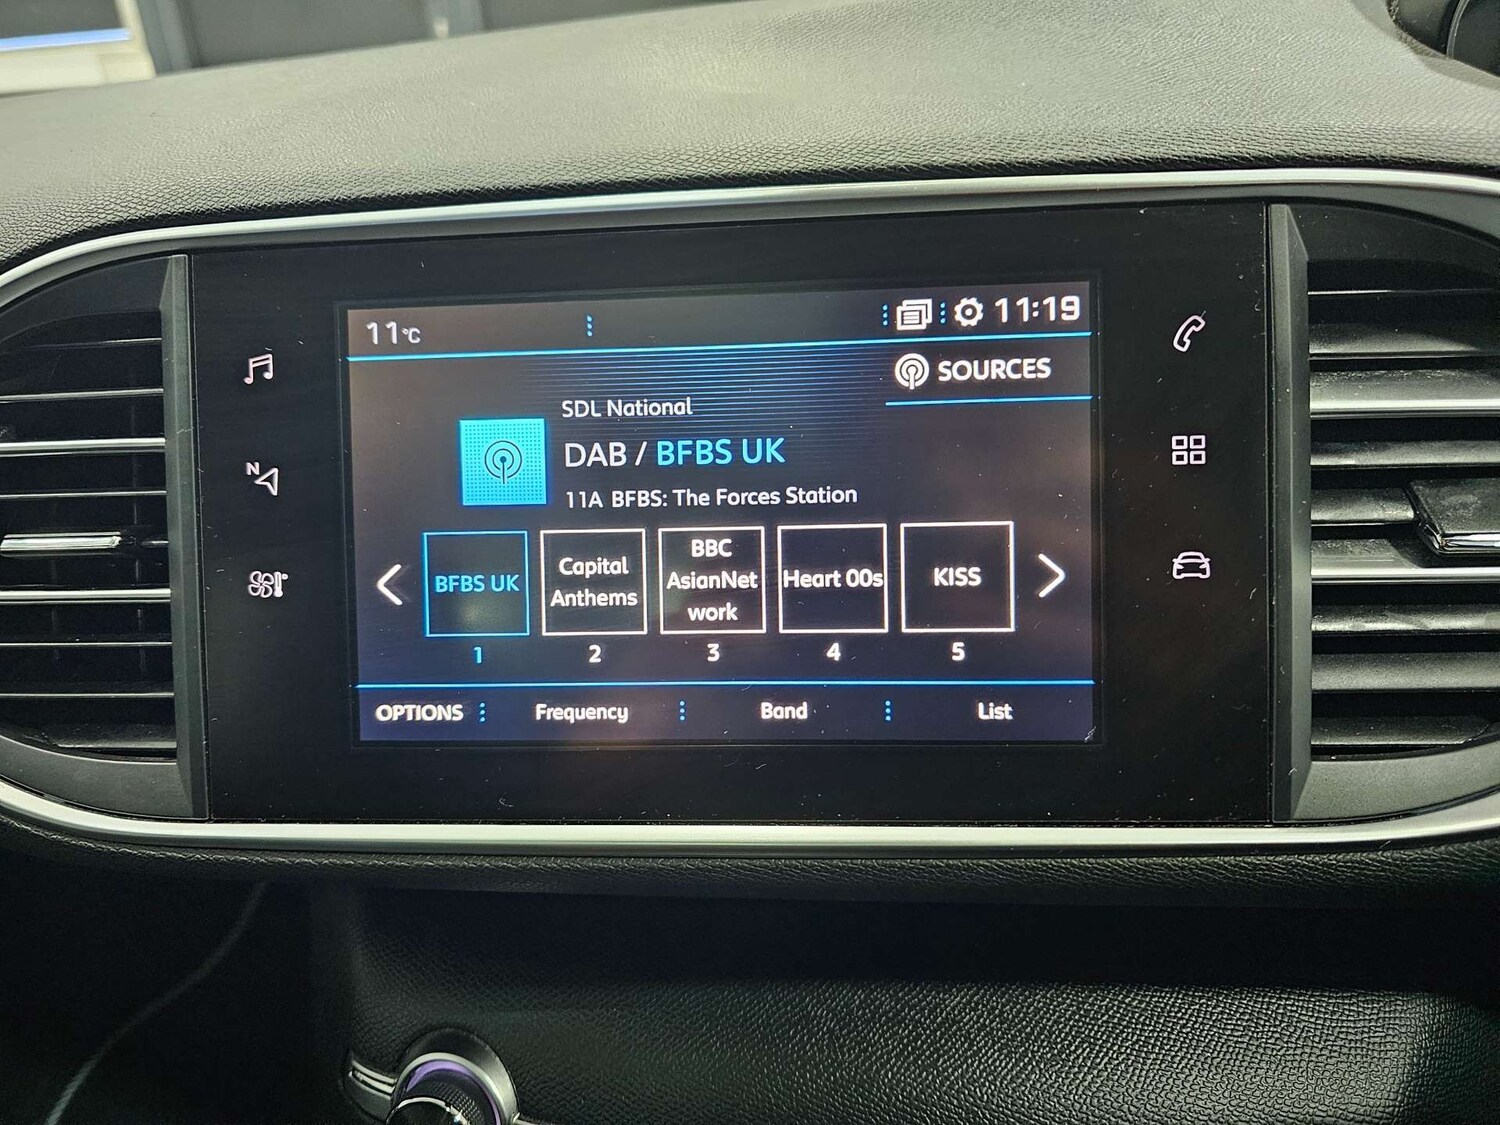 11°C
11:19
SOURCES
SDL National
DAB / BFBS UK
11A BFBS: The Forces Station
BFBS UK
Capital
Anthems
BBC
AsianNet
work
Heart 00s
KISS
1
2
3
4
5
OPTIONS
Frequency
Band
List
N